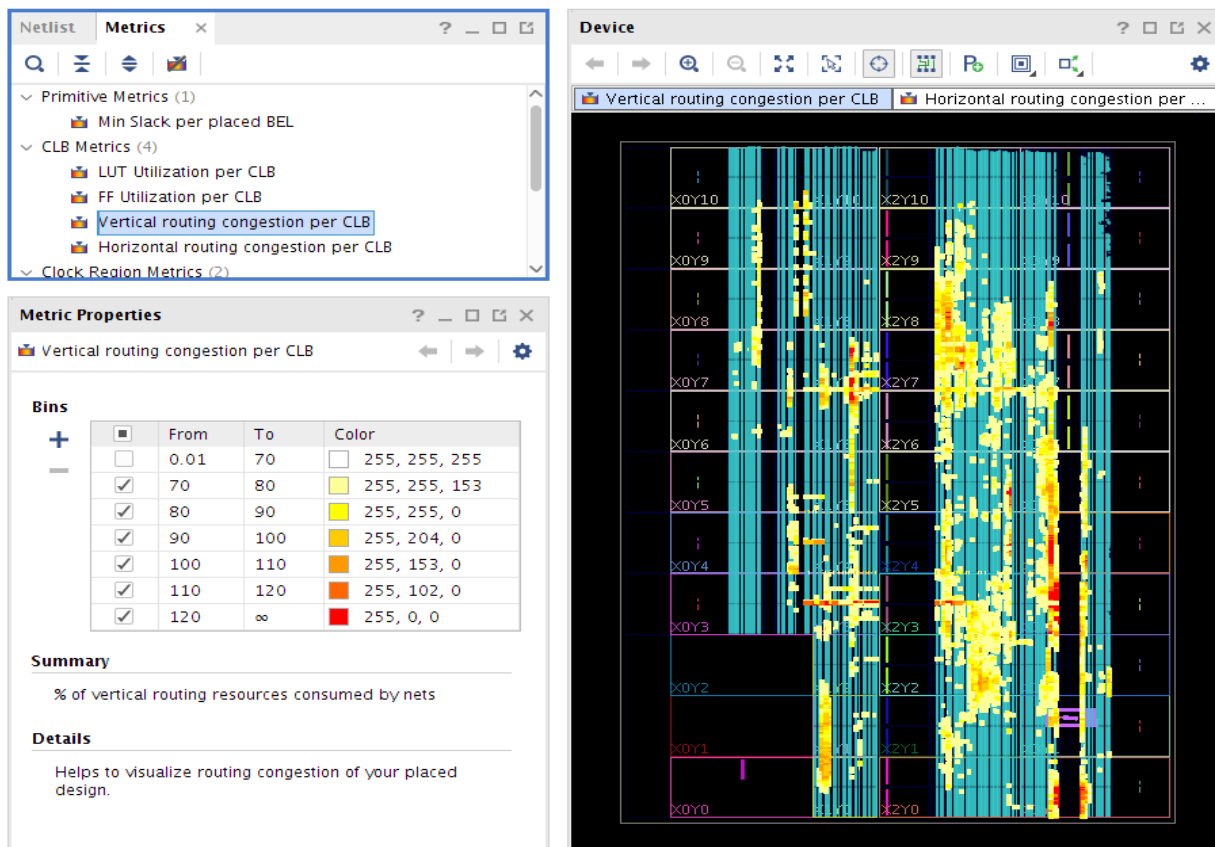 Netlist Metrics
Primitive Metrics (1)
Min Slack per placed BEL
CLB Metrics (4)
LUT Utilization per CLB
FF Utilization per CLB
Vertical routing congestion per CLB
Horizontal routing congestion per CLB
Clock Region Metrics (2)
Metric Properties
Vertical routing congestion per CLB
Bins
From To Color
0.01 70 255, 255, 255
70 80 255, 255, 153
80 90 255, 255, 0
90 100 255, 204, 0
100 110 255, 153, 0
110 120 255, 102, 0
120 ∞ 255, 0, 0
Summary
% of vertical routing resources consumed by nets
Details
Helps to visualize routing congestion of your placed
design.
Device
Vertical routing congestion per CLB Horizontal routing congestion per ...
X0Y10 X2Y10
X0Y9 X2Y9
X0Y8 X2Y8
X0Y7 X2Y7
X0Y6 X2Y6
X0Y5 X2Y5
X0Y4 X2Y4
X0Y3 X2Y3
X0Y2 X2Y2
X0Y1 X2Y1
X0Y0 X2Y0